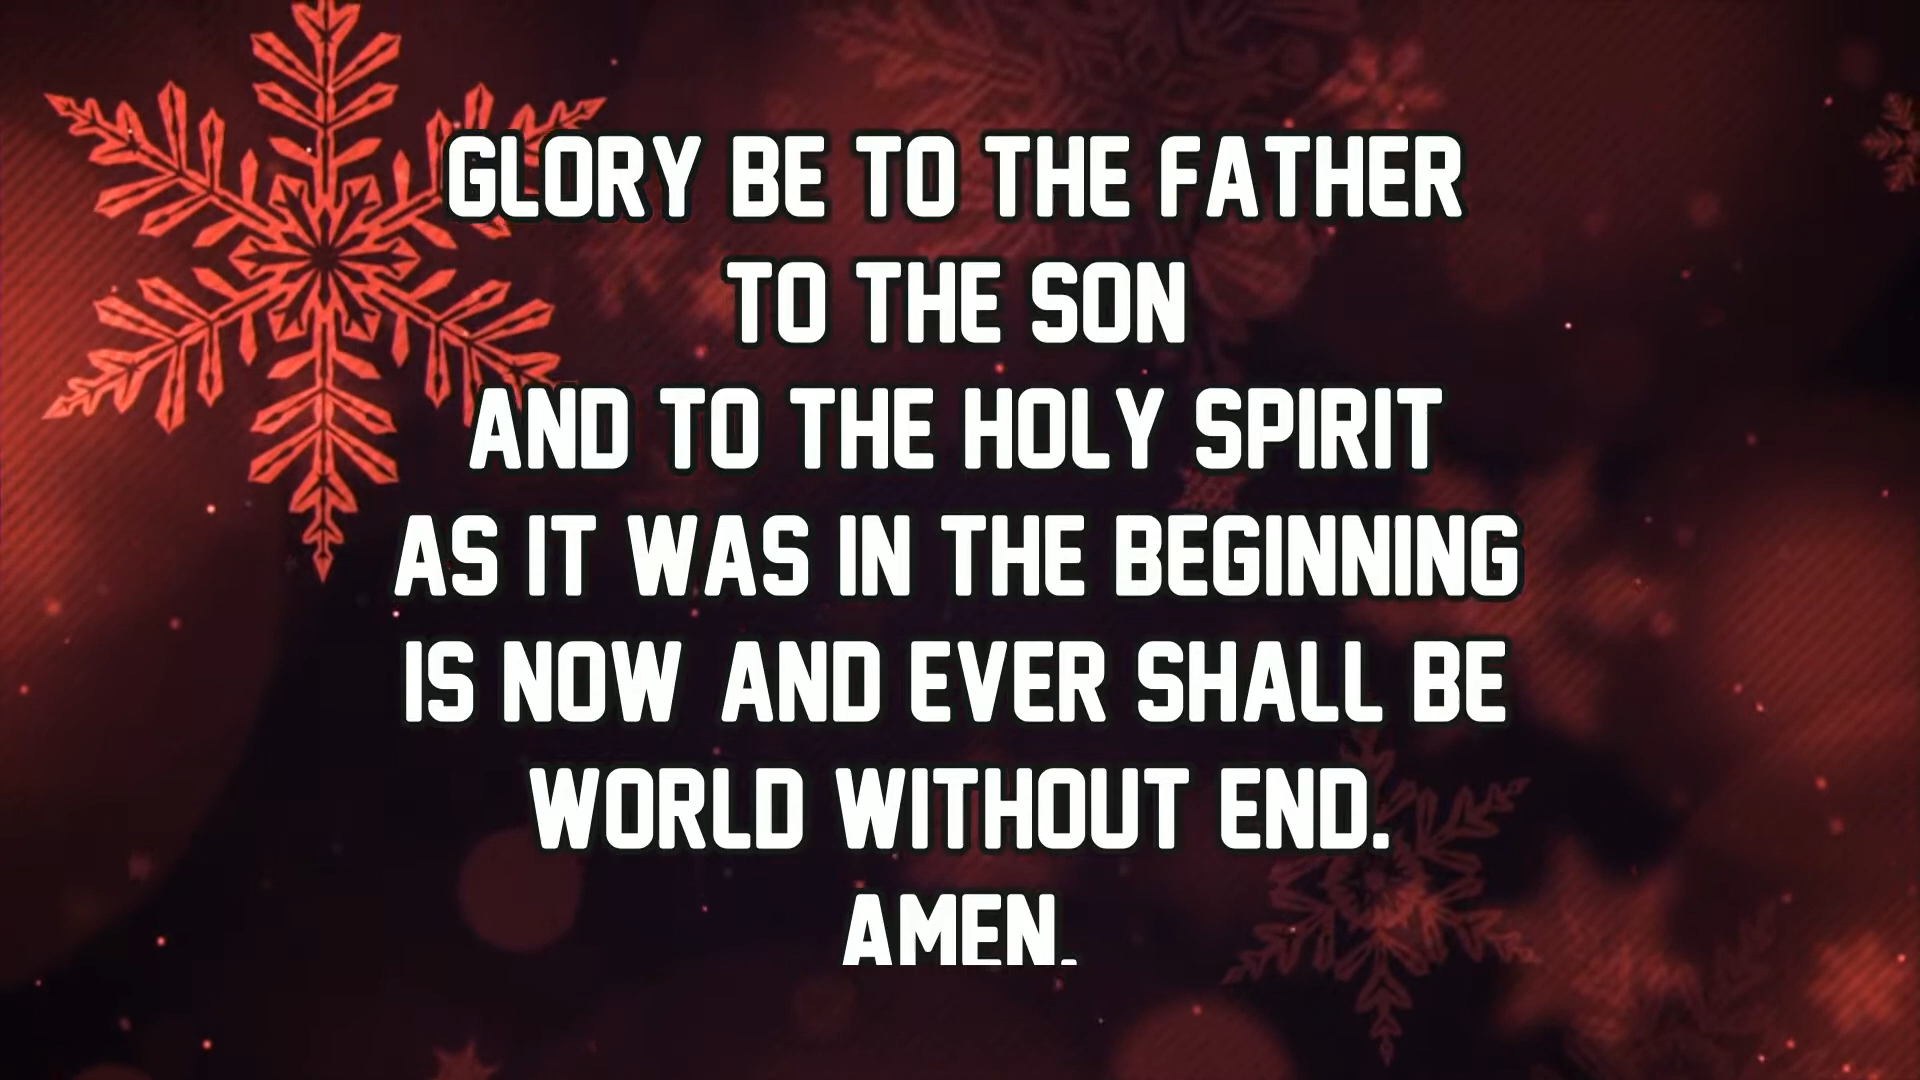 GLORY BE TO THE FATHER
TO THE SON
AND TO THE HOLY SPIRIT
AS IT WAS IN THE BEGINNING
IS NOW AND EVER SHALL BE
WORLD WITHOUT END.
AMEN.